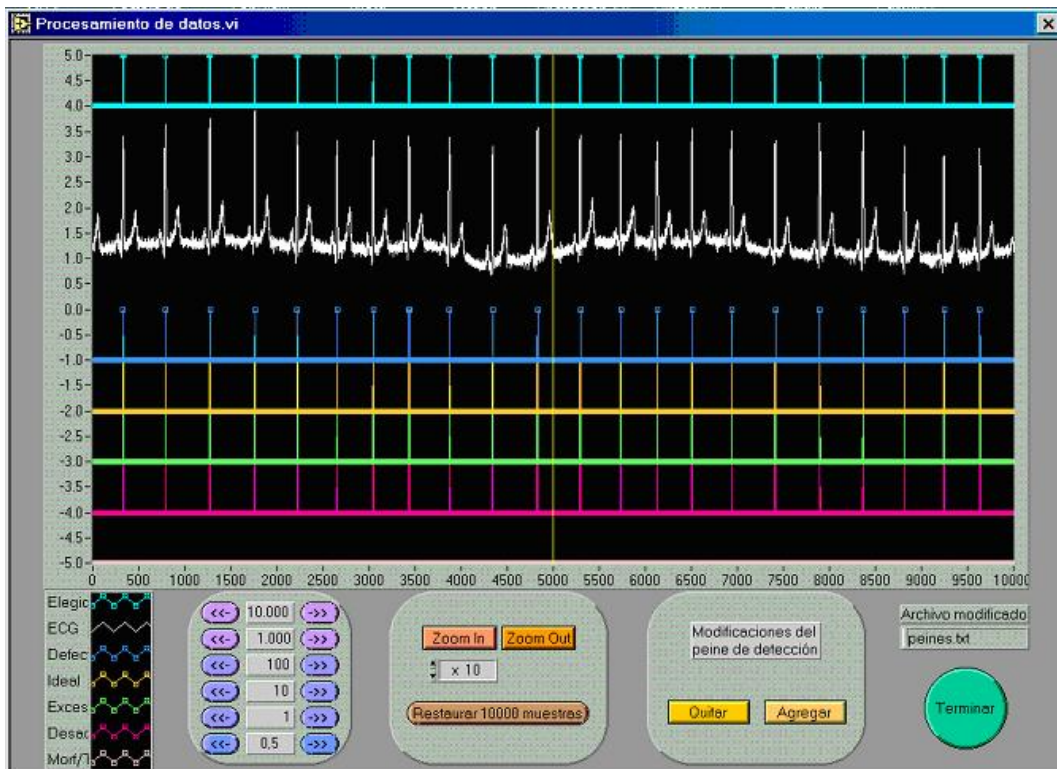 Procesamiento de datos.vi
5.0
4.5
4.0
3.5
3.0
2.5
2.0
1.5
1.0
0.5
0.0
-0.5
-1.0
-1.5
-2.0
-2.5
-3.0
-3.5
-4.0
-4.5
-5.0
0 500 1000 1500 2000 2500 3000 3500 4000 4500 5000 5500 6000 6500 7000 7500 8000 8500 9000 9500 10000
Elegic
ECG
Defec
Ideal
Exces
Desac
Morf/T
<<- 10.000 ->>
<<- 1.000 ->>
<<- 100 ->>
<<- 10 ->>
<<- 1 ->>
<<- 0,5 ->>
Zoom In Zoom Out
x 10
Restaurar 10000 muestras
Modificaciones del
peine de detección
Quitar Agregar
Archivo modificado
peines.txt
Terminar